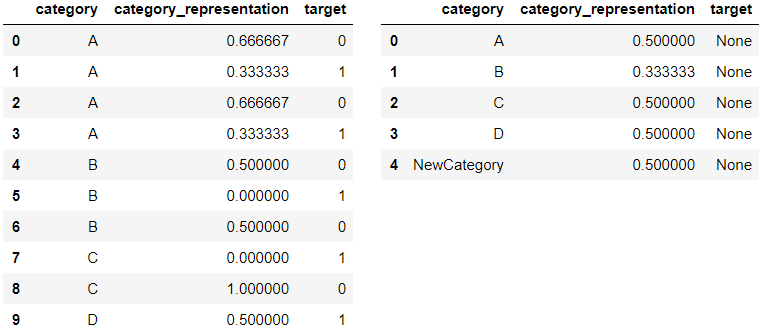 category category_representation target
0 A 0.666667 0
1 A 0.333333 1
2 A 0.666667 0
3 A 0.333333 1
4 B 0.500000 0
5 B 0.000000 1
6 B 0.500000 0
7 C 0.000000 1
8 C 1.000000 0
9 D 0.500000 1
category category_representation target
0 A 0.500000 None
1 B 0.333333 None
2 C 0.500000 None
3 D 0.500000 None
4 NewCategory 0.500000 None